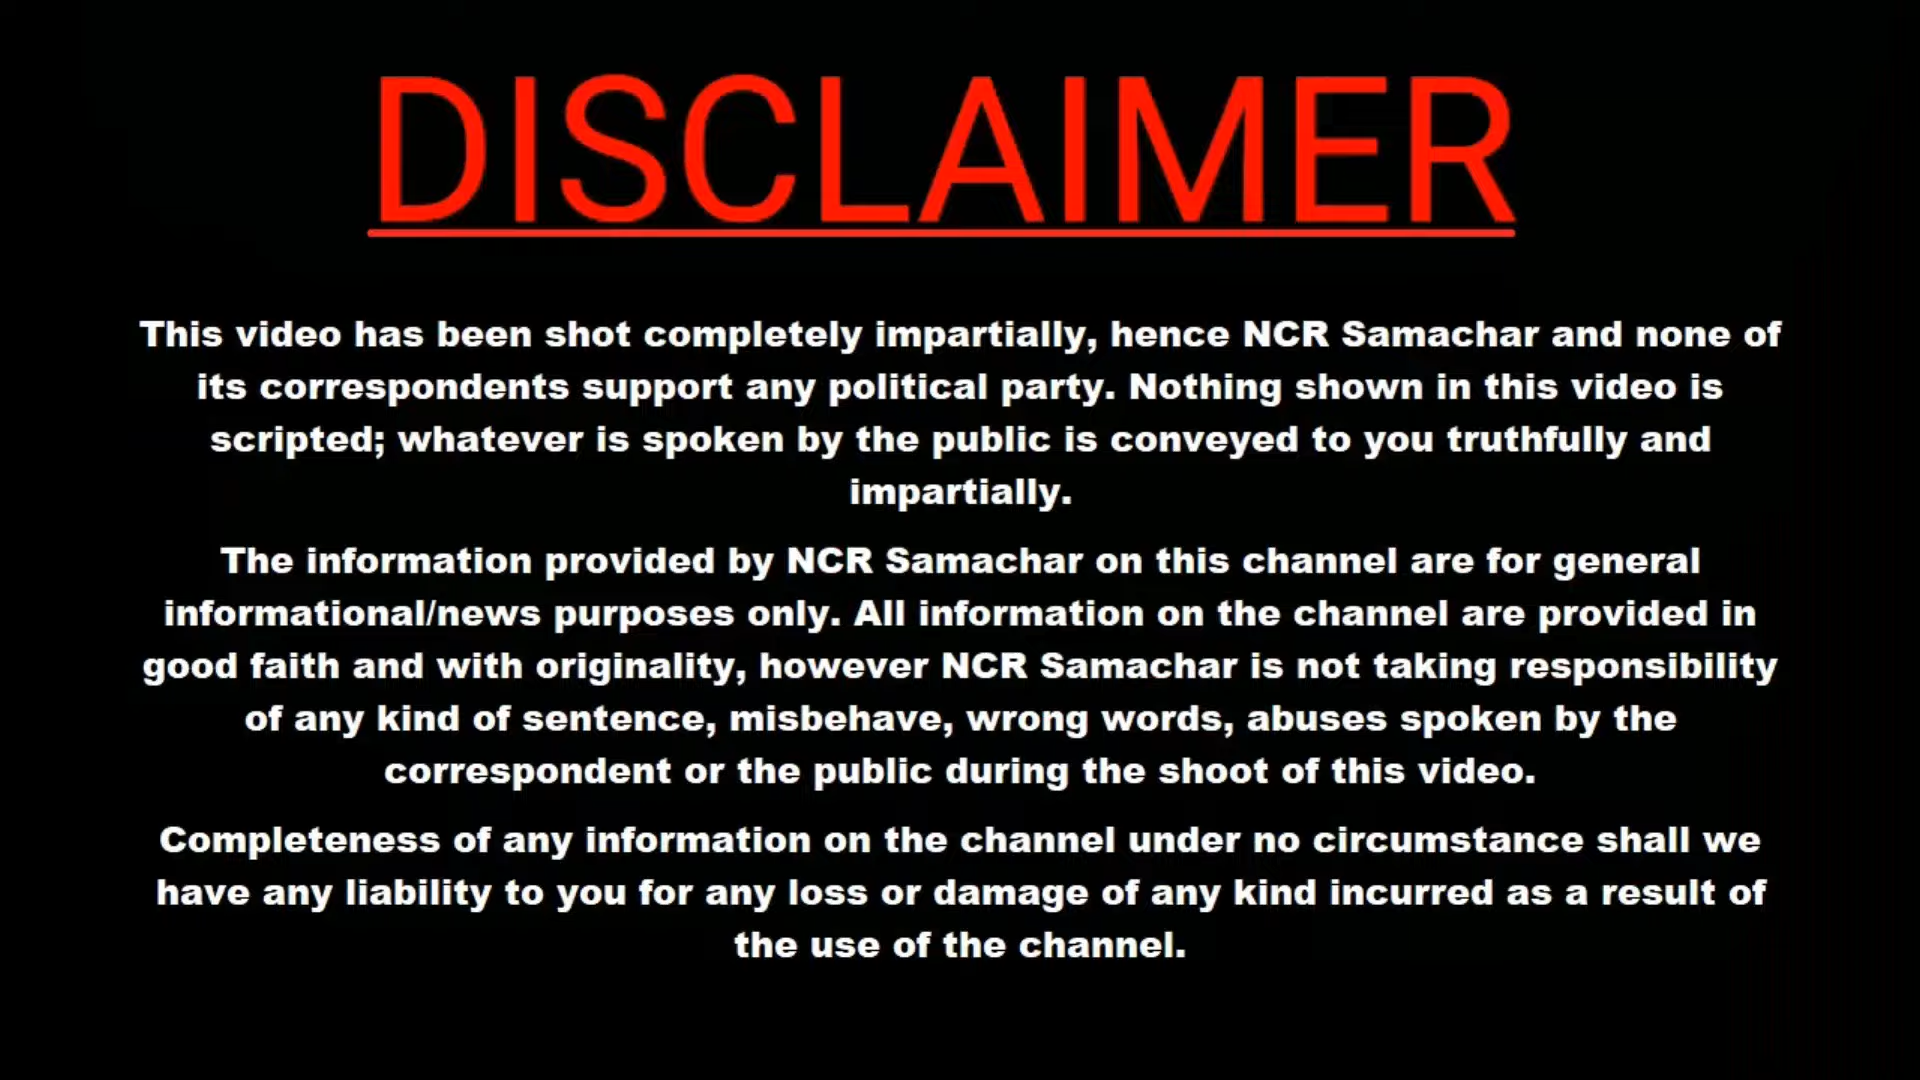 DISCLAIMER
This video has been shot completely impartially, hence NCR Samachar and none of
its correspondents support any political party. Nothing shown in this video is
scripted; whatever is spoken by the public is conveyed to you truthfully and
impartially.
The information provided by NCR Samachar on this channel are for general
informational/news purposes only. All information on the channel are provided in
good faith and with originality, however NCR Samachar is not taking responsibility
of any kind of sentence, misbehave, wrong words, abuses spoken by the
correspondent or the public during the shoot of this video.
Completeness of any information on the channel under no circumstance shall we
have any liability to you for any loss or damage of any kind incurred as a result of
the use of the channel.